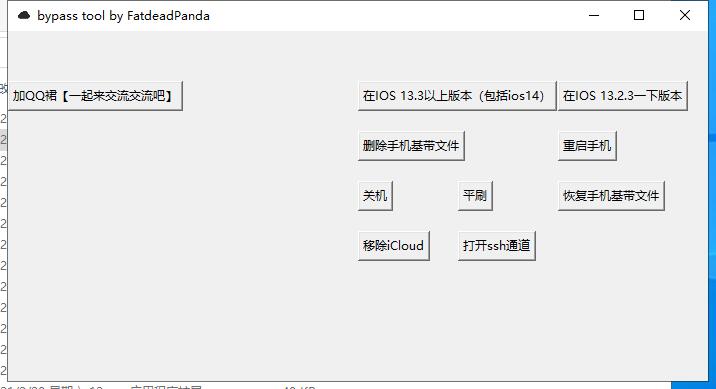 bypass tool by FatdeadPanda
加QQ裙【一起来交流交流吧】
在IOS 13.3以上版本（包括ios14）
在IOS 13.2.3一下版本
删除手机基带文件
重启手机
关机
平刷
恢复手机基带文件
移除iCloud
打开ssh通道